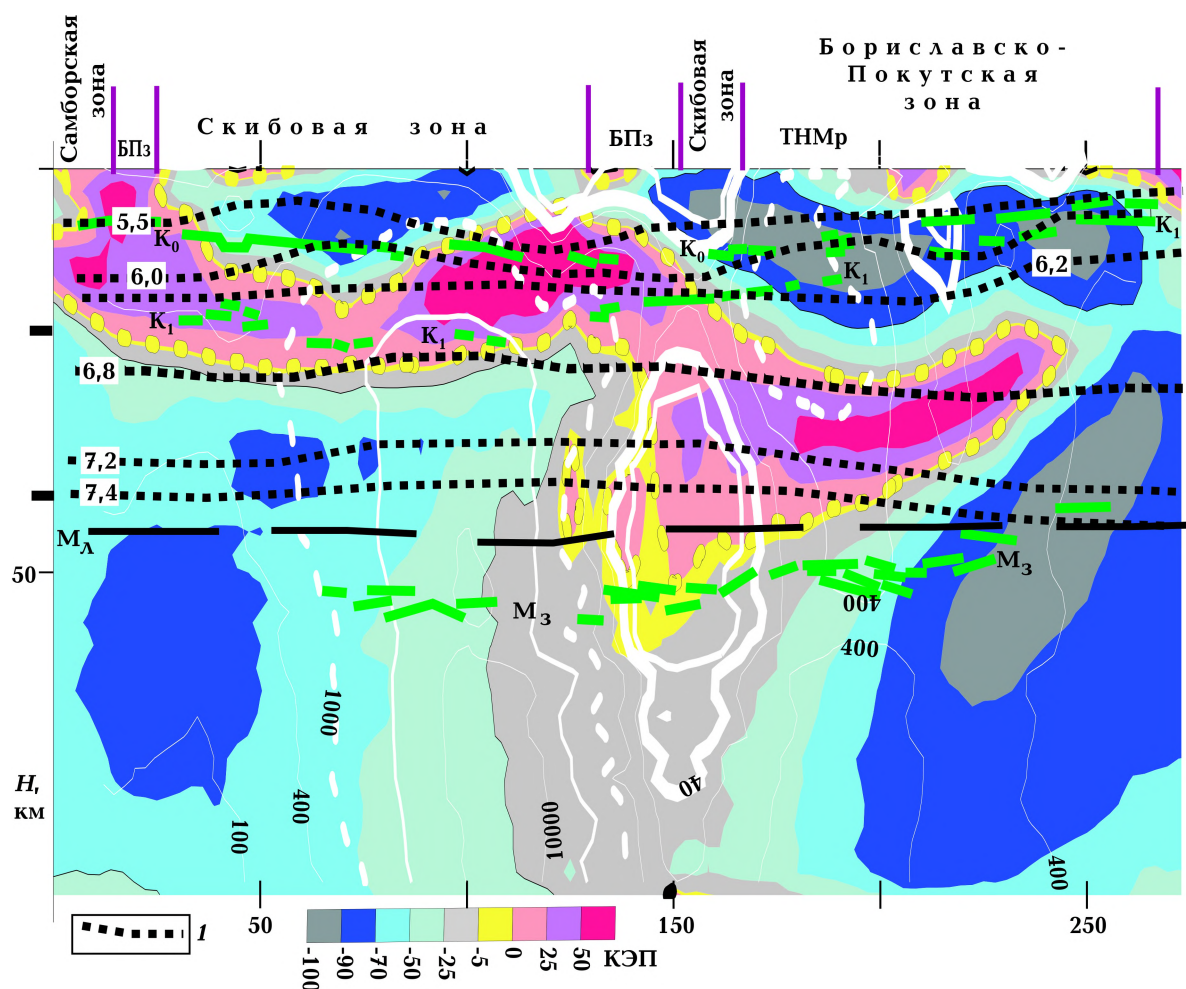 Самборская
зона
БПз
Скибовая зона
БПз
Скибовая
зона
ТНМр
Бориславско-
Покутская
зона
5,5
К0
К0
К1
6,0
К1
6,2
К1
К1
6,8
7,2
7,4
МЛ
50
МЗ
МЗ
400
400
1000
Н,
км
40
100
400
10000
400
50
150
250
1
-100
-90
-70
-50
-25
-5
0
25
50
КЭП